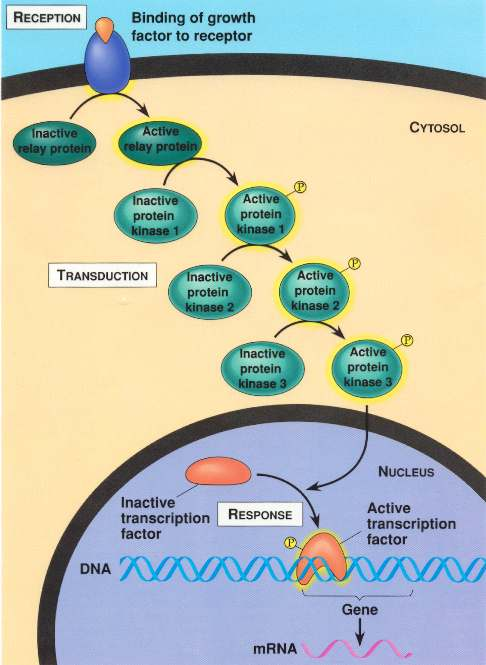 RECEPTION
Binding of growth
factor to receptor
CYTOSOL
Inactive
relay protein
Active
relay protein
Inactive
protein
kinase 1
P
Active
protein
kinase 1
TRANSDUCTION
Inactive
protein
kinase 2
P
Active
protein
kinase 2
Inactive
protein
kinase 3
P
Active
protein
kinase 3
NUCLEUS
Inactive
transcription
factor
RESPONSE
Active
transcription
factor
P
DNA
Gene
mRNA